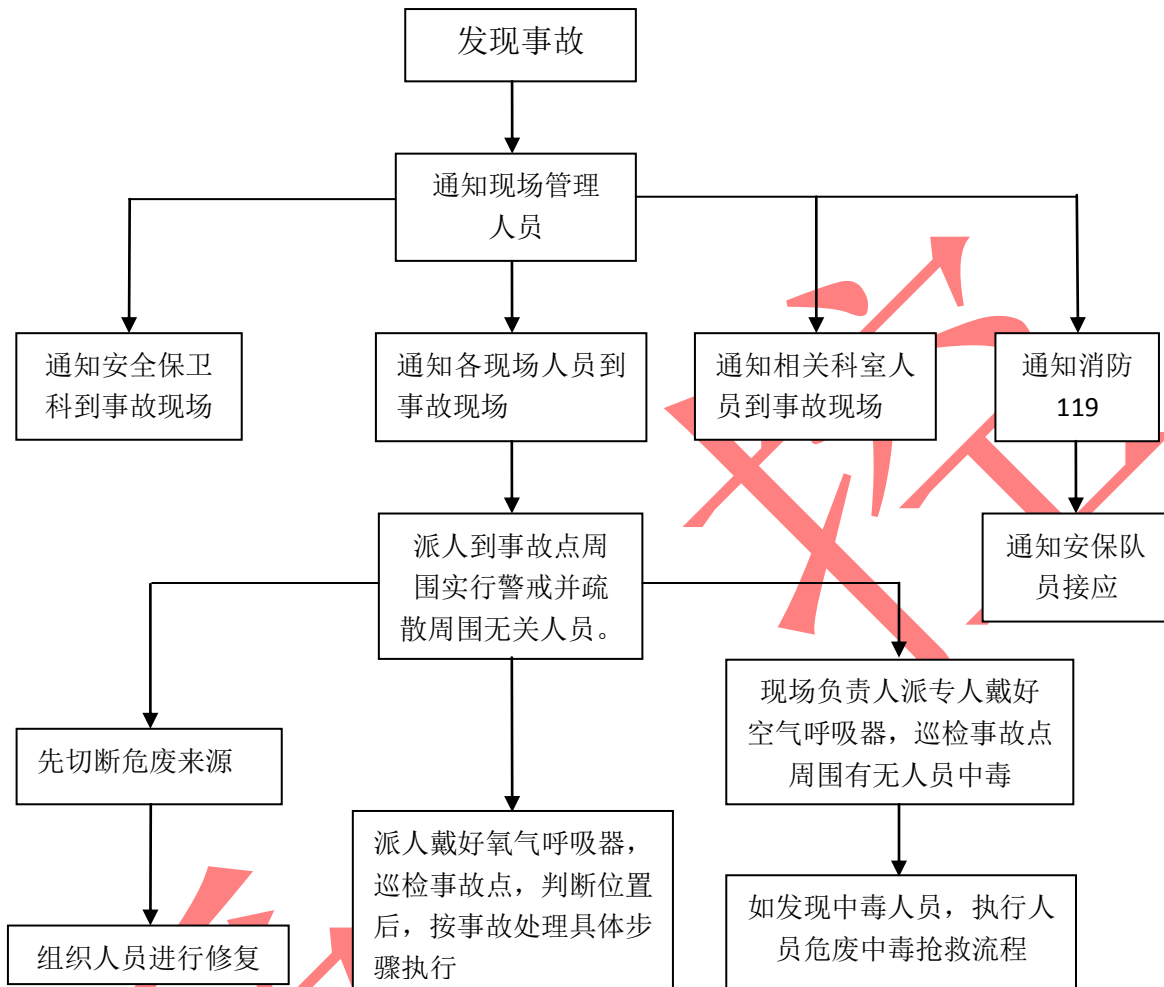 发现事故
通知现场管理
人员
通知安全保卫
科到事故现场
通知各现场人员到
事故现场
通知相关科室人
员到事故现场
通知消防
119
派人到事故点周
围实行警戒并疏
散周围无关人员。
通知安保队
员接应
先切断危废来源
现场负责人派专人戴好
空气呼吸器，巡检事故点
周围有无人员中毒
组织人员进行修复
派人戴好氧气呼吸器，
巡检事故点，判断位置
后，按事故处理具体步
骤执行
如发现中毒人员，执行人
员危废中毒抢救流程